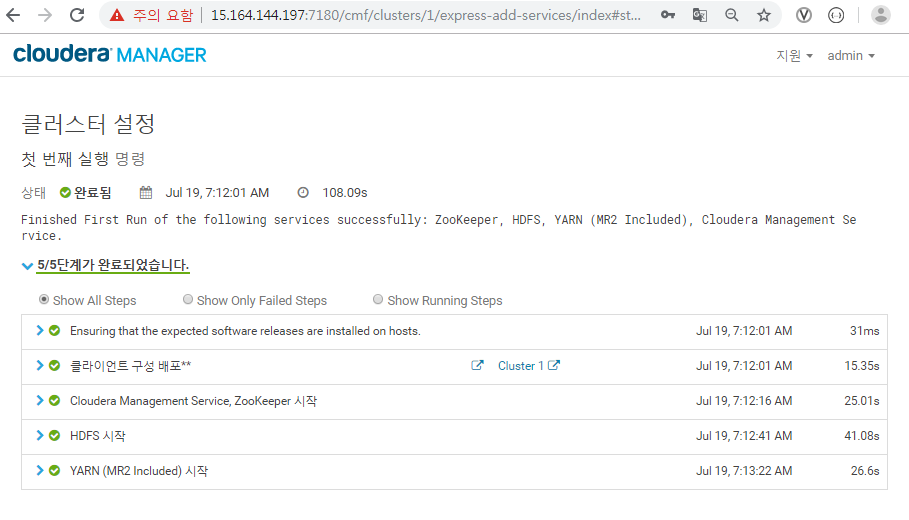 주의 요함 | 15.164.144.197:7180/cmf/clusters/1/express-add-services/index#st...
cloudera MANAGER 지원 admin
클러스터 설정
첫 번째 실행 명령
상태 완료됨 Jul 19, 7:12:01 AM 108.09s
Finished First Run of the following services successfully: ZooKeeper, HDFS, YARN (MR2 Included), Cloudera Management Se
rvice.
5/5단계가 완료되었습니다.
Show All Steps Show Only Failed Steps Show Running Steps
Ensuring that the expected software releases are installed on hosts. Jul 19, 7:12:01 AM 31ms
클라이언트 구성 배포** Cluster 1 Jul 19, 7:12:01 AM 15.35s
Cloudera Management Service, ZooKeeper 시작 Jul 19, 7:12:16 AM 25.01s
HDFS 시작 Jul 19, 7:12:41 AM 41.08s
YARN (MR2 Included) 시작 Jul 19, 7:13:22 AM 26.6s